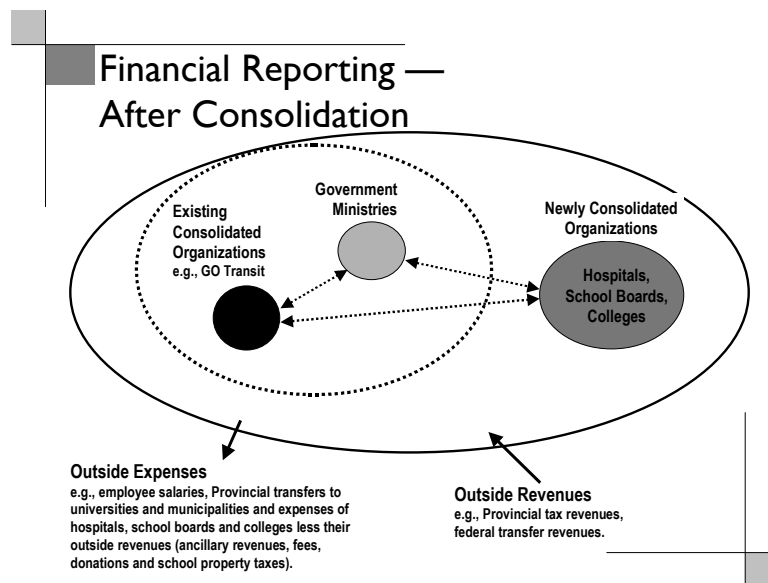 Financial Reporting —
After Consolidation
Existing
Consolidated
Organizations
e.g., GO Transit
Government
Ministries
Newly Consolidated
Organizations
Hospitals,
School Boards,
Colleges
Outside Expenses
e.g., employee salaries, Provincial transfers to
universities and municipalities and expenses of
hospitals, school boards and colleges less their
outside revenues (ancillary revenues, fees,
donations and school property taxes).
Outside Revenues
e.g., Provincial tax revenues,
federal transfer revenues.